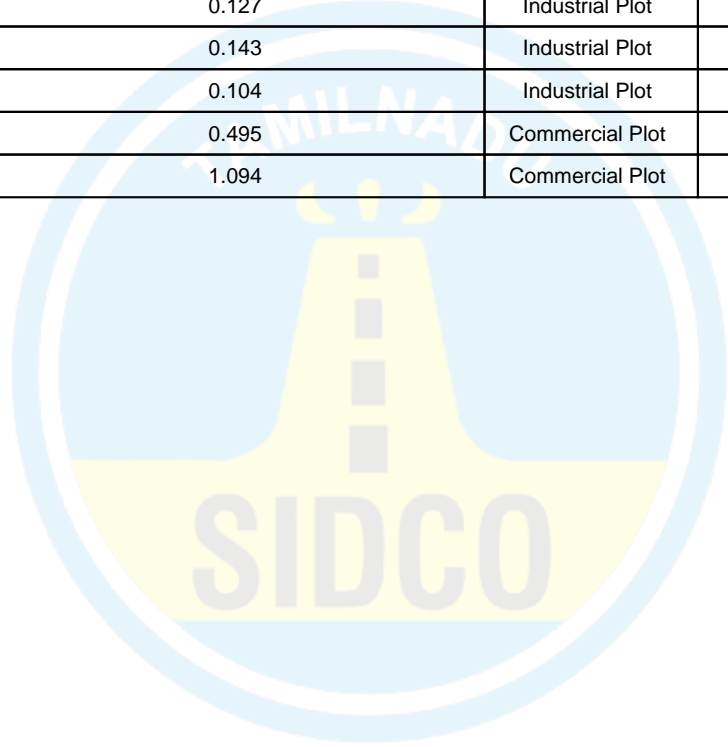 0.127 Industrial Plot
0.143 Industrial Plot
0.104 Industrial Plot
0.495 Commercial Plot
1.094 Commercial Plot
TAMILNADU
SIDCO